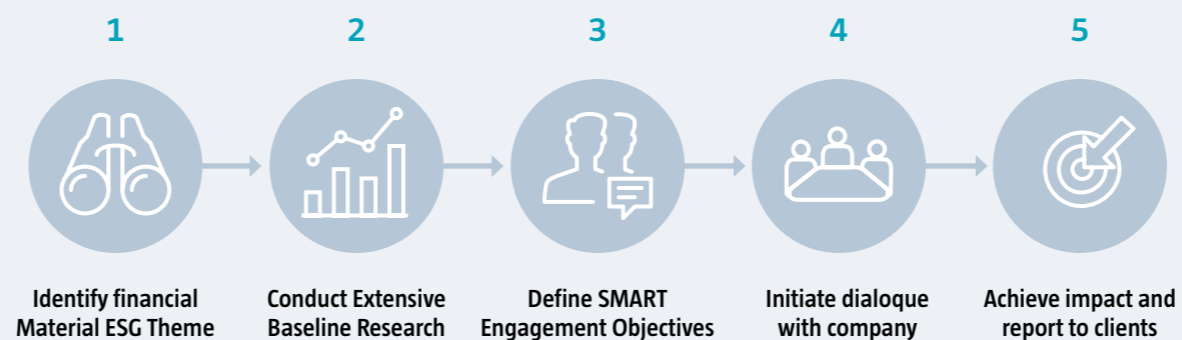 1
2
3
4
5
Identify financial
Material ESG Theme
Conduct Extensive
Baseline Research
Define SMART
Engagement Objectives
Initiate dialogue
with company
Achieve impact and
report to clients